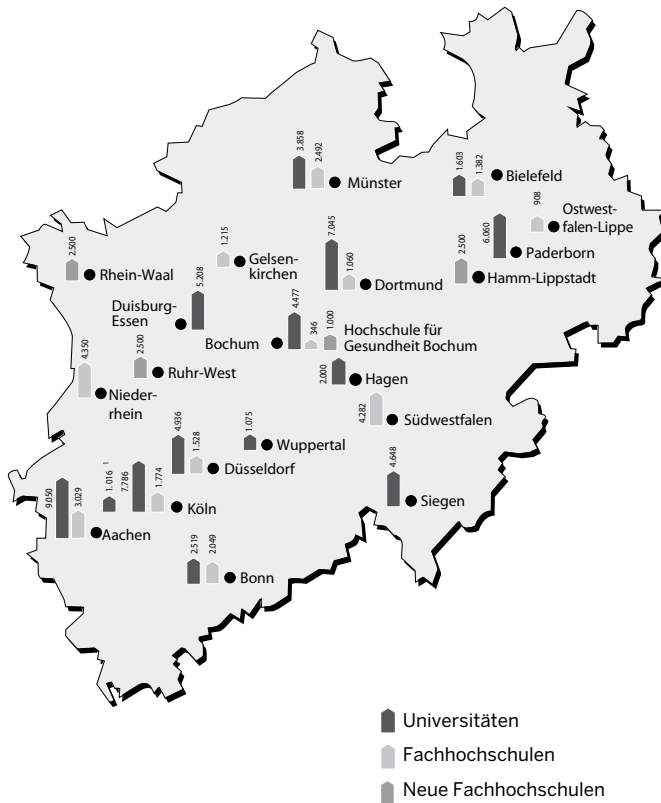 3.858
2.492
Münster
1.603
1.382
Bielefeld
908
Ostwest-
falen-Lippe
6.060
Paderborn
2.500
Rhein-Waal
1.215
Gelsen-
kirchen
7.045
1.060
Dortmund
2.500
Hamm-Lippstadt
5.208
Duisburg-
Essen
4.477
346
1.000
Bochum
Hochschule für
Gesundheit Bochum
4.350
Nieder-
rhein
2.500
Ruhr-West
2.000
Hagen
4.282
Südwestfalen
4.936
1.528
Düsseldorf
1.075
Wuppertal
9.050
3.029
Aachen
1.016 1
7.786
1.774
Köln
4.648
Siegen
2.519
2.049
Bonn
Universitäten
Fachhochschulen
Neue Fachhochschulen